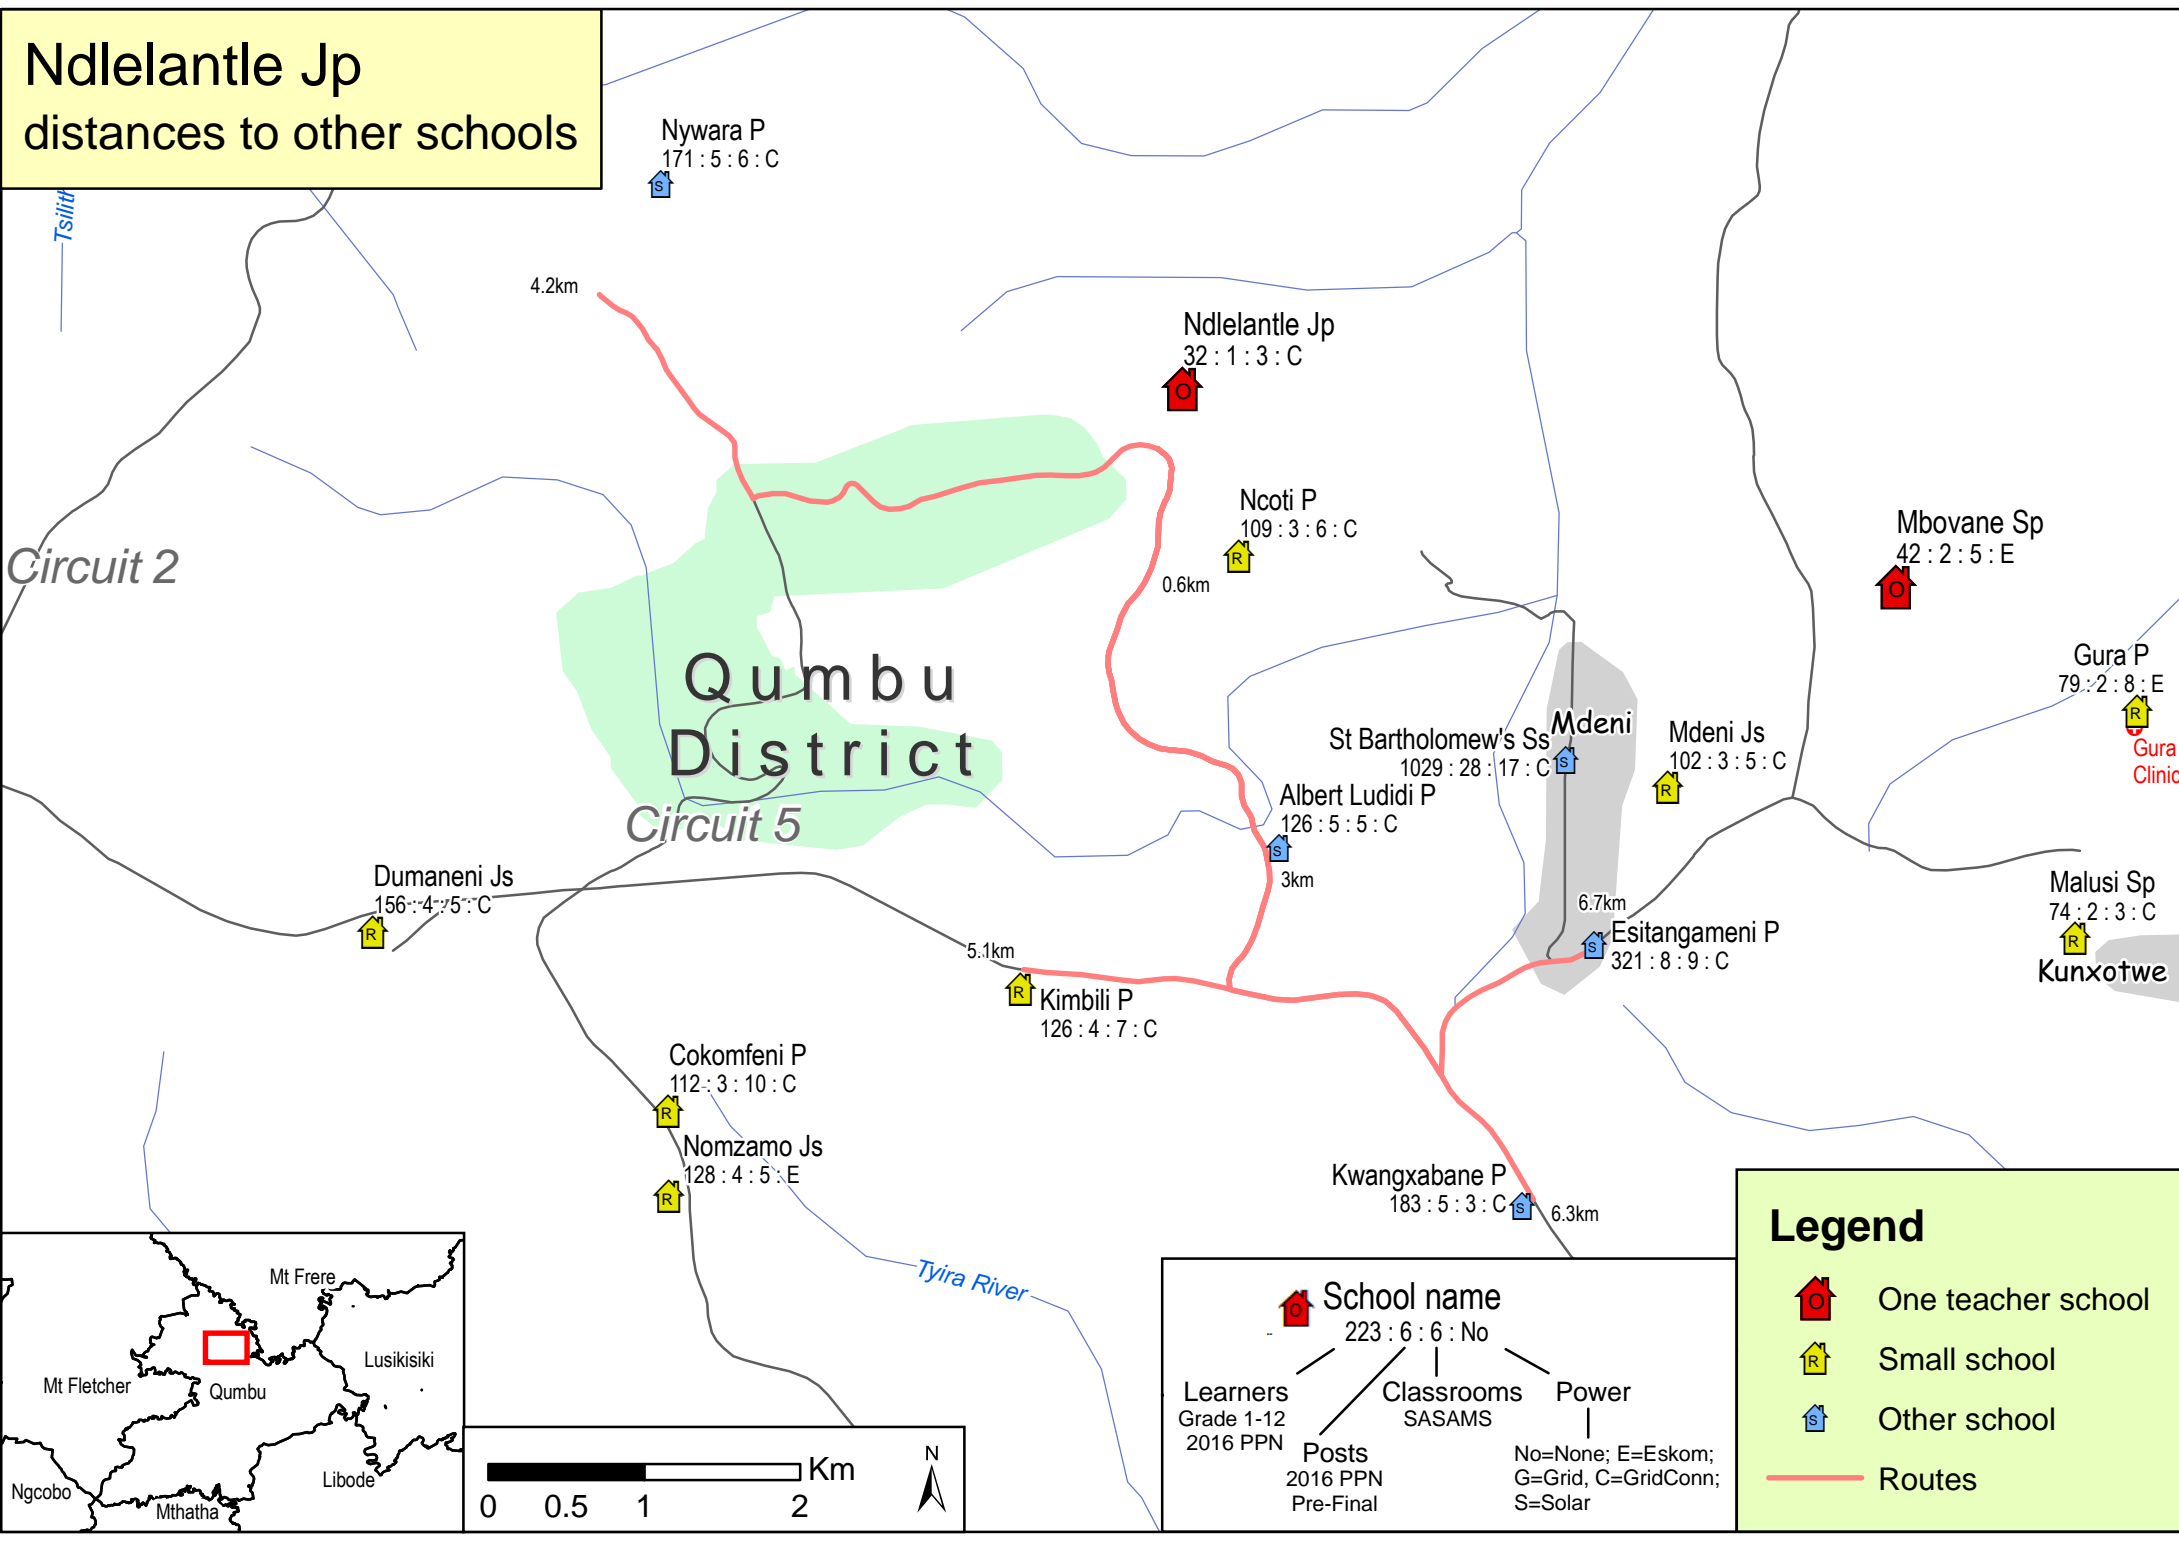 Ndlelantle Jp
distances to other schools
Nywara P
171 : 5 : 6 : C
S
4.2km
Ndlelantle Jp
32 : 1 : 3 : C
O
Ncoti P
109 : 3 : 6 : C
R
0.6km
Circuit 2
Mbovane Sp
42 : 2 : 5 : E
O
Gura P
79 : 2 : 8 : E
R
Gura
Clinic
Qumbu
District
Circuit 5
St Bartholomew's Ss
1029 : 28 : 17 : C
S
Mdeni
Mdeni Js
102 : 3 : 5 : C
R
Albert Ludidi P
126 : 5 : 5 : C
S
3km
Dumaneni Js
156 : 4 : 5 : C
R
6.7km
Esitangameni P
321 : 8 : 9 : C
S
Malusi Sp
74 : 2 : 3 : C
R
Kunxotwe
5.1km
R
Kimbili P
126 : 4 : 7 : C
Cokomfeni P
112 : 3 : 10 : C
R
Nomzamo Js
128 : 4 : 5 : E
R
Kwangxabane P
183 : 5 : 3 : C
S
6.3km
Tyira River
Mt Frere
Lusikisiki
Mt Fletcher
Qumbu
Libode
Ngcobo
Mthatha
Km
0 0.5 1 2
N
O
School name
223 : 6 : 6 : No
Learners
Grade 1-12
2016 PPN
Posts
2016 PPN
Pre-Final
Classrooms
SASAMS
Power
No=None; E=Eskom;
G=Grid, C=GridConn;
S=Solar
Legend
O One teacher school
R Small school
S Other school
Routes